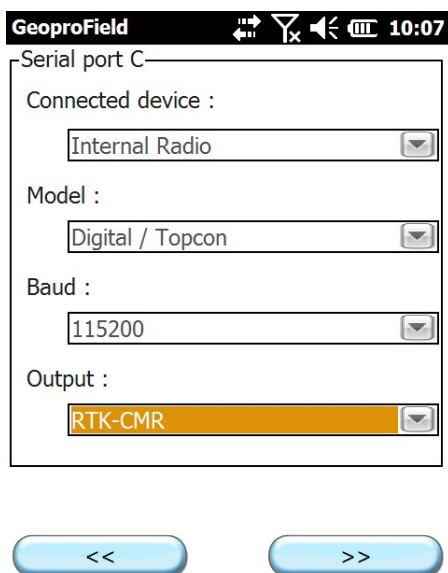 GeoproField 10:07
Serial port C
Connected device :
Internal Radio
Model :
Digital / Topcon
Baud :
115200
Output :
RTK-CMR
<< >>